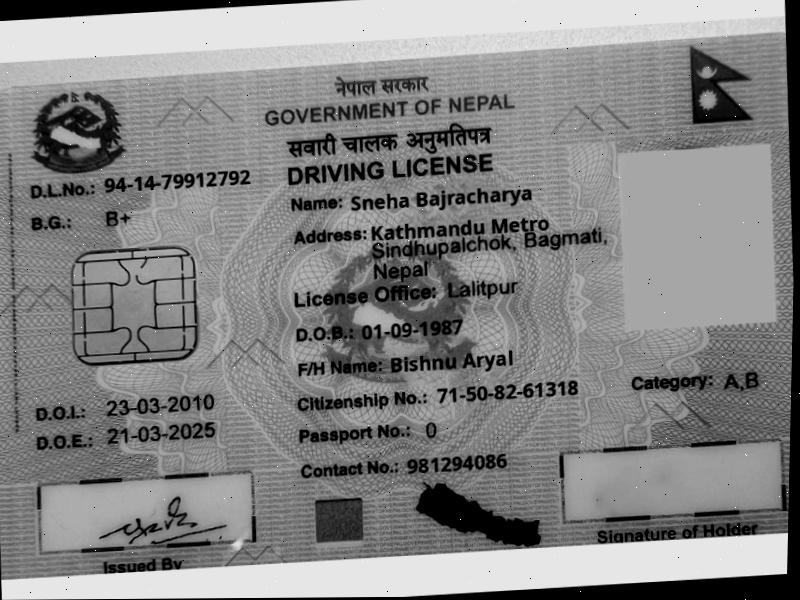 नेपाल सरकार
GOVERNMENT OF NEPAL
सवारी चालक अनुमतिपत्र
DRIVING LICENSE
D.L.No.: 94-14-79912792
B.G.: B+
Name: Sneha Bajracharya
Address: Kathmandu Metro
Sindhupalchok, Bagmati,
Nepal
License Office: Lalitpur
D.O.B.: 01-09-1987
F/H Name: Bishnu Aryal
Citizenship No.: 71-50-82-61318
Category: A,B
D.O.I.: 23-03-2010
D.O.E.: 21-03-2025
Passport No.: 0
Contact No.: 981294086
Issued By
Signature of Holder